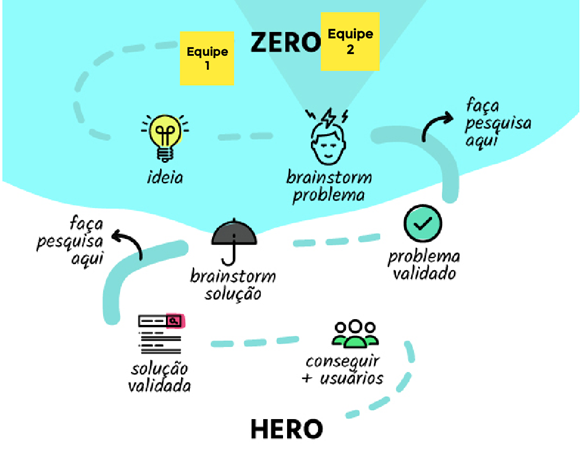 ZERO
Equipe
1
Equipe
2
faça
pesquisa
aqui
ideia
brainstorm
problema
faça
pesquisa
aqui
brainstorm
solução
problema
validado
solução
validada
conseguir
+ usuários
HERO